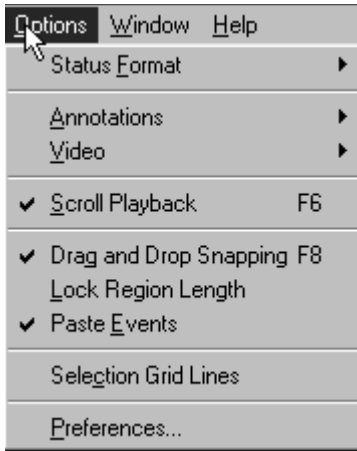 Options Window Help
Status Format
Annotations
Video
Scroll Playback F6
Drag and Drop Snapping F8
Lock Region Length
Paste Events
Selection Grid Lines
Preferences...